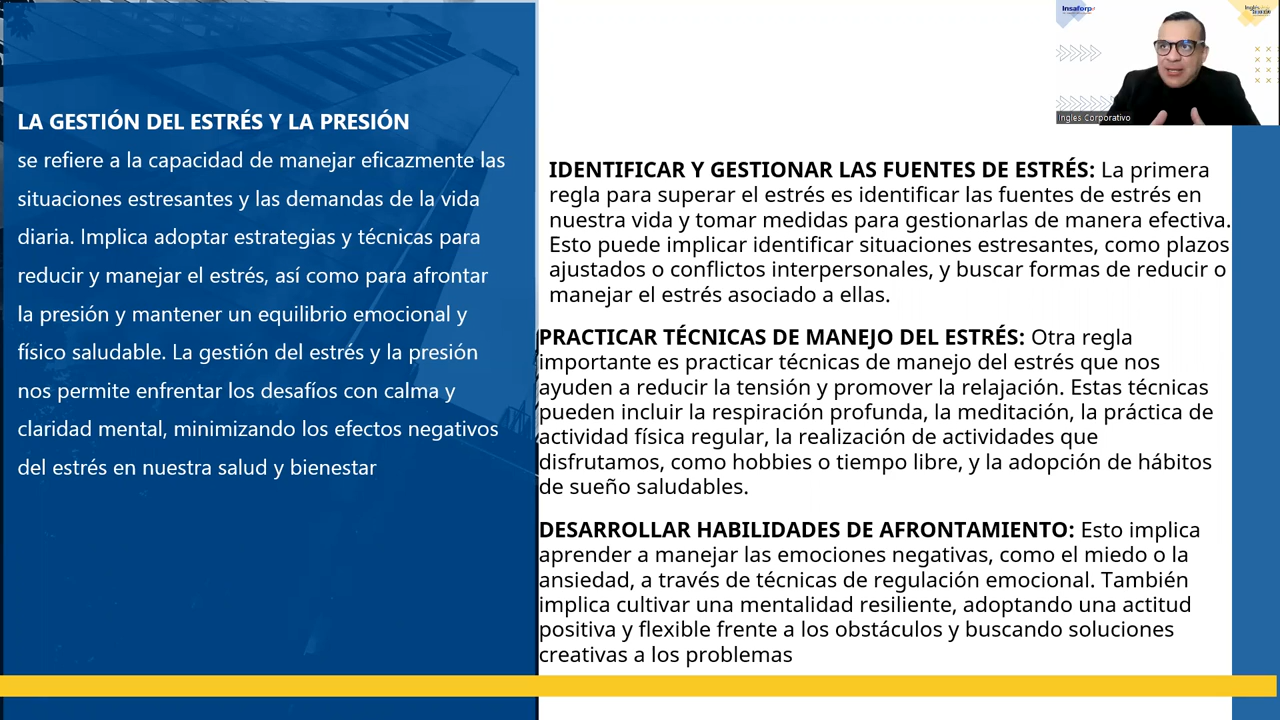 LA GESTIÓN DEL ESTRÉS Y LA PRESIÓN
se refiere a la capacidad de manejar eficazmente las
situaciones estresantes y las demandas de la vida
diaria. Implica adoptar estrategias y técnicas para
reducir y manejar el estrés, así como para afrontar
la presión y mantener un equilibrio emocional y
físico saludable. La gestión del estrés y la presión
nos permite enfrentar los desafíos con calma y
claridad mental, minimizando los efectos negativos
del estrés en nuestra salud y bienestar
Insaforp
Ingles Corporativo
IDENTIFICAR Y GESTIONAR LAS FUENTES DE ESTRÉS: La primera
regla para superar el estrés es identificar las fuentes de estrés en
nuestra vida y tomar medidas para gestionarlas de manera efectiva.
Esto puede implicar identificar situaciones estresantes, como plazos
ajustados o conflictos interpersonales, y buscar formas de reducir o
manejar el estrés asociado a ellas.
PRACTICAR TÉCNICAS DE MANEJO DEL ESTRÉS: Otra regla
importante es practicar técnicas de manejo del estrés que nos
ayuden a reducir la tensión y promover la relajación. Estas técnicas
pueden incluir la respiración profunda, la meditación, la práctica de
actividad física regular, la realización de actividades que
disfrutamos, como hobbies o tiempo libre, y la adopción de hábitos
de sueño saludables.
DESARROLLAR HABILIDADES DE AFRONTAMIENTO: Esto implica
aprender a manejar las emociones negativas, como el miedo o la
ansiedad, a través de técnicas de regulación emocional. También
implica cultivar una mentalidad resiliente, adoptando una actitud
positiva y flexible frente a los obstáculos y buscando soluciones
creativas a los problemas